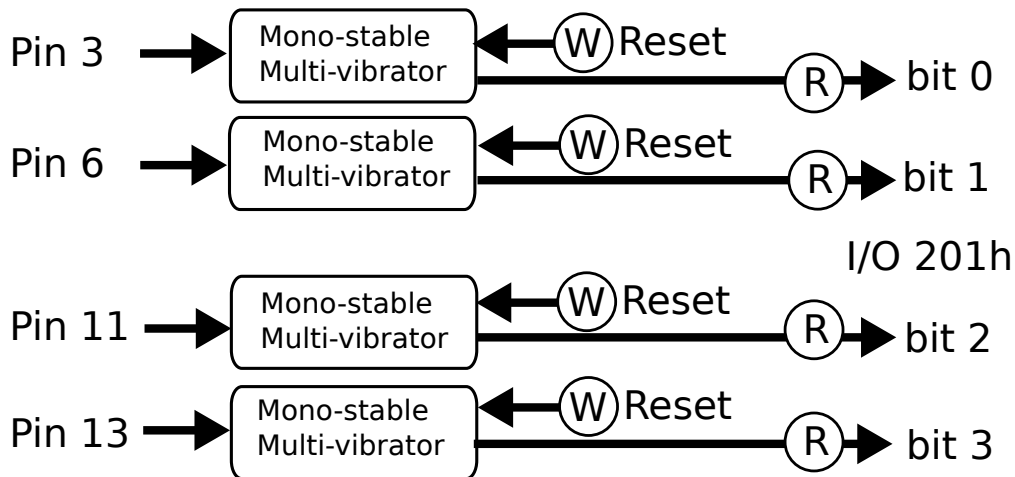 Pin 3
Mono-stable
Multi-vibrator
W Reset
R
bit 0
Pin 6
Mono-stable
Multi-vibrator
W Reset
R
bit 1
I/O 201h
Pin 11
Mono-stable
Multi-vibrator
W Reset
R
bit 2
Pin 13
Mono-stable
Multi-vibrator
W Reset
R
bit 3